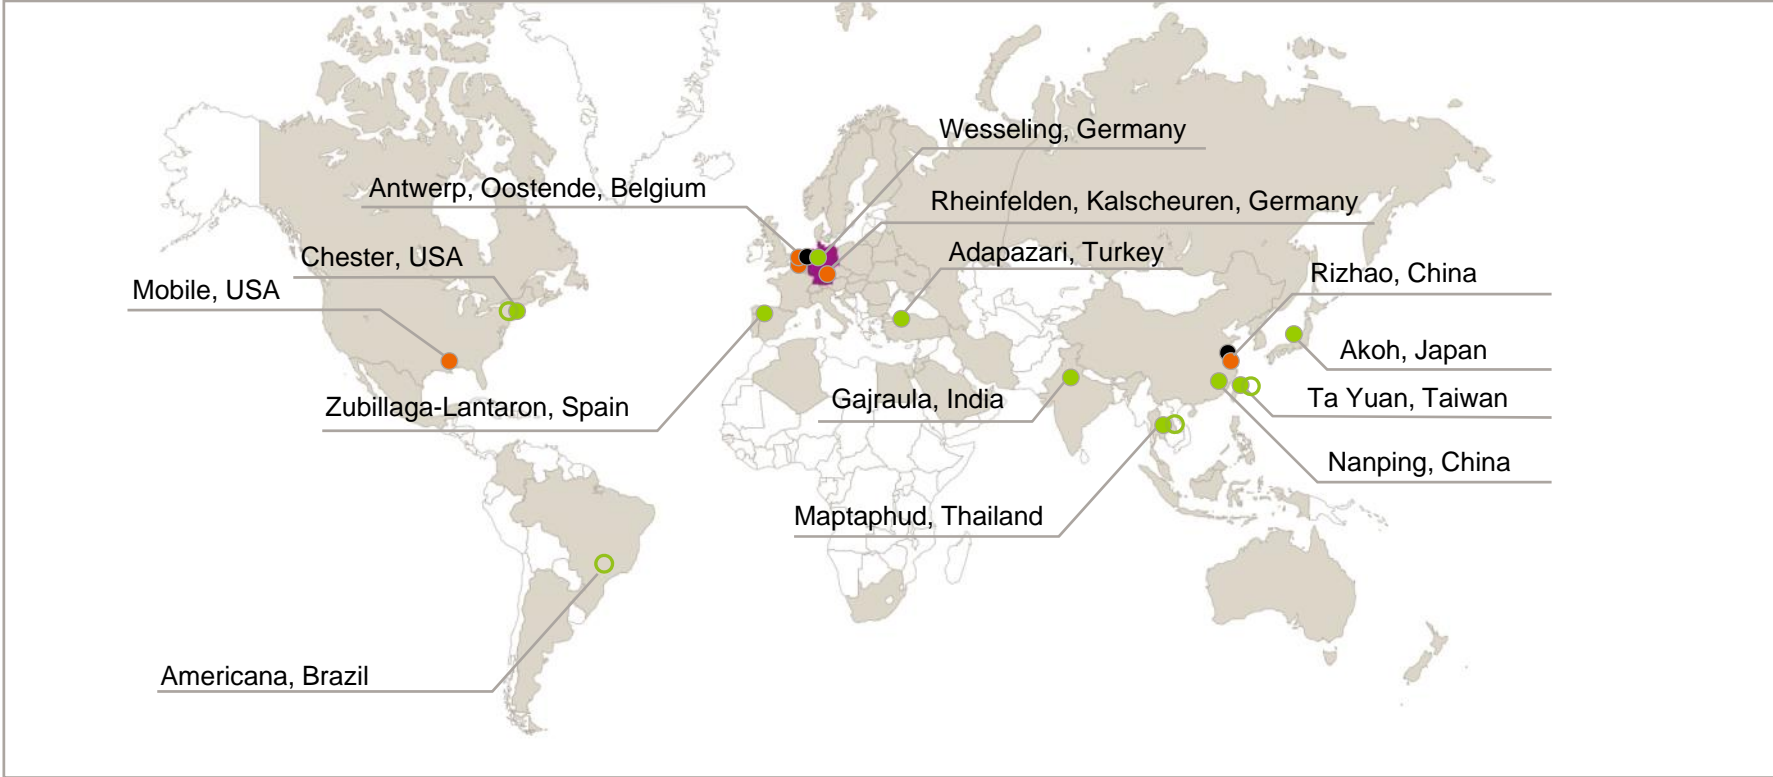 Wesseling, Germany
Antwerp, Oostende, Belgium
Rheinfelden, Kalscheuren, Germany
Chester, USA
Adapazari, Turkey
Mobile, USA
Rizhao, China
Akoh, Japan
Zubillaga-Lantaron, Spain
Gajraula, India
Ta Yuan, Taiwan
Nanping, China
Maptaphud, Thailand
Americana, Brazil